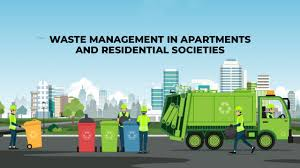 WASTE MANAGEMENT IN APARTMENTS
AND RESIDENTIAL SOCIETIES